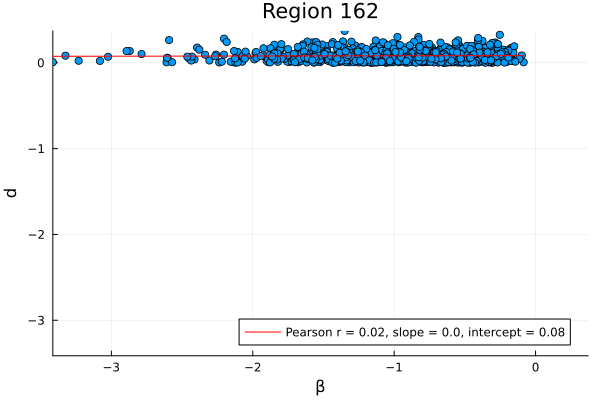 Region 162
d
0
−1
−2
−3
Pearson r = 0.02, slope = 0.0, intercept = 0.08
−3
−2
−1
0
β